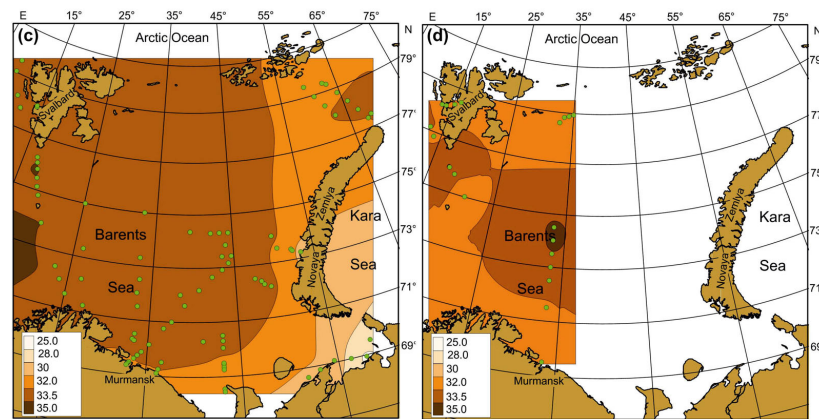 E 15° 25° 35° 45° 55° 65° 75° N
(c)
Arctic Ocean
79°
Svalbard
77°
75°
Zemlya
Kara
Barents
73°
Novaya
Sea
Sea
71°
69°
25.0
28.0
30
32.0
33.5
35.0
Murmansk
E 15° 25° 35° 45° 55° 65° 75° N
(d)
Arctic Ocean
79°
Svalbard
77°
75°
Zemlya
Kara
Barents
73°
Novaya
Sea
Sea
71°
69°
25.0
28.0
30
32.0
33.5
35.0
Murmansk